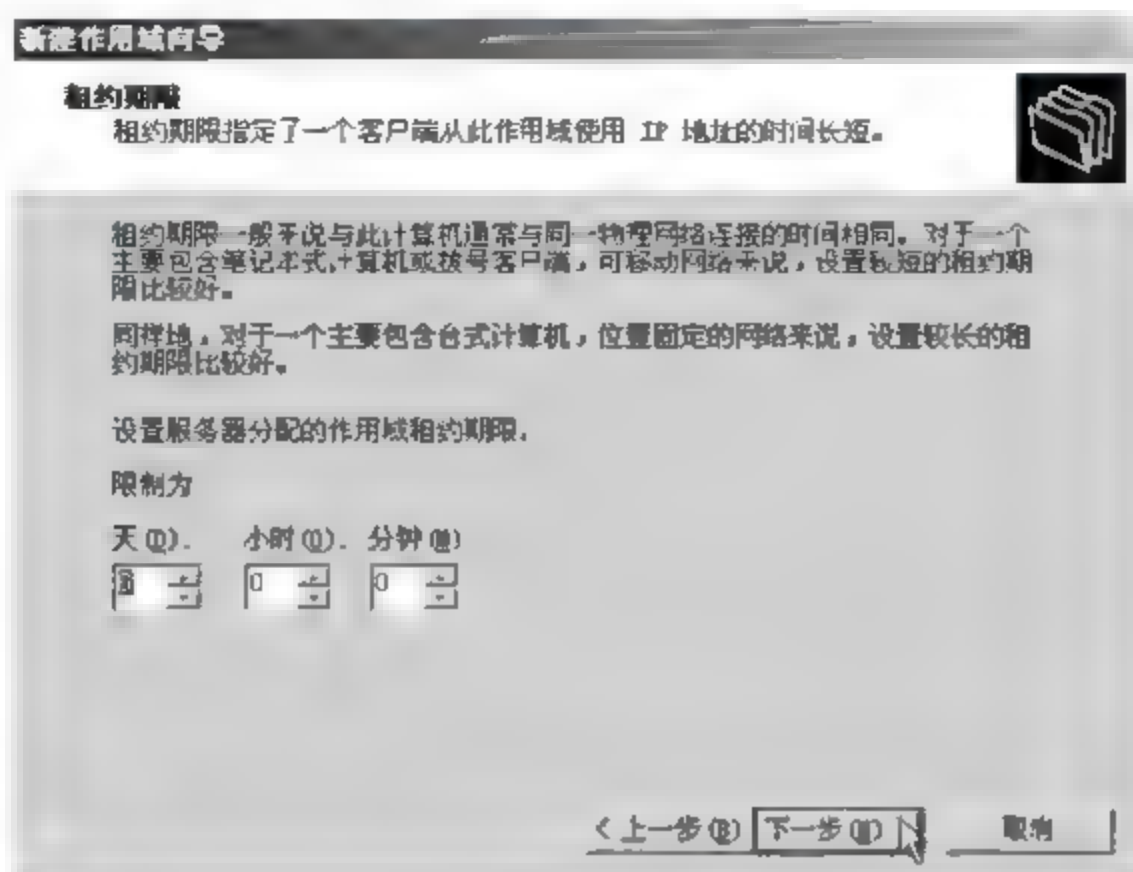 新建作用域向导
租约期限
租约期限指定了一个客户端从此作用域使用 IP 地址的时间长短。
租约期限一般来说与此计算机通常与同一物理网络连接的时间相同。对于一个
主要包含笔记本式计算机或拨号客户端，可移动网络来说，设置较短的租约期
限比较好。
同样地，对于一个主要包含台式计算机，位置固定的网络来说，设置较长的租
约期限比较好。
设置服务器分配的作用域租约期限。
限制为
天(D): 小时(O): 分钟(M):
0 0
< 上一步(B) 下一步(N) 取消